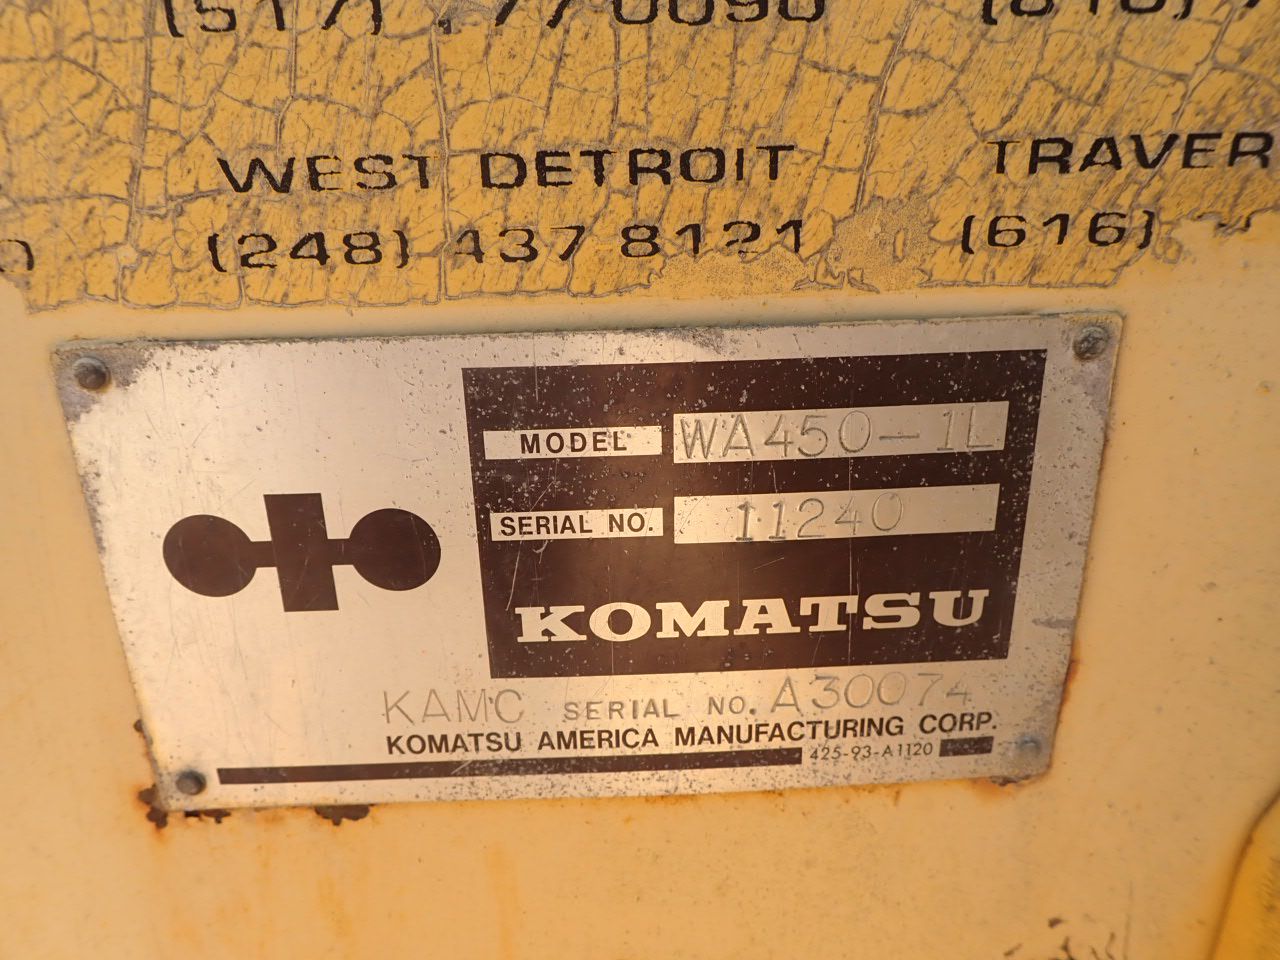 WEST DETROIT
(248) 437 8121
(616)
MODEL WA450-1L
SERIAL NO. 11240
KOMATSU
KAMC SERIAL NO. A30074
KOMATSU AMERICA MANUFACTURING CORP.
425-93-A1120